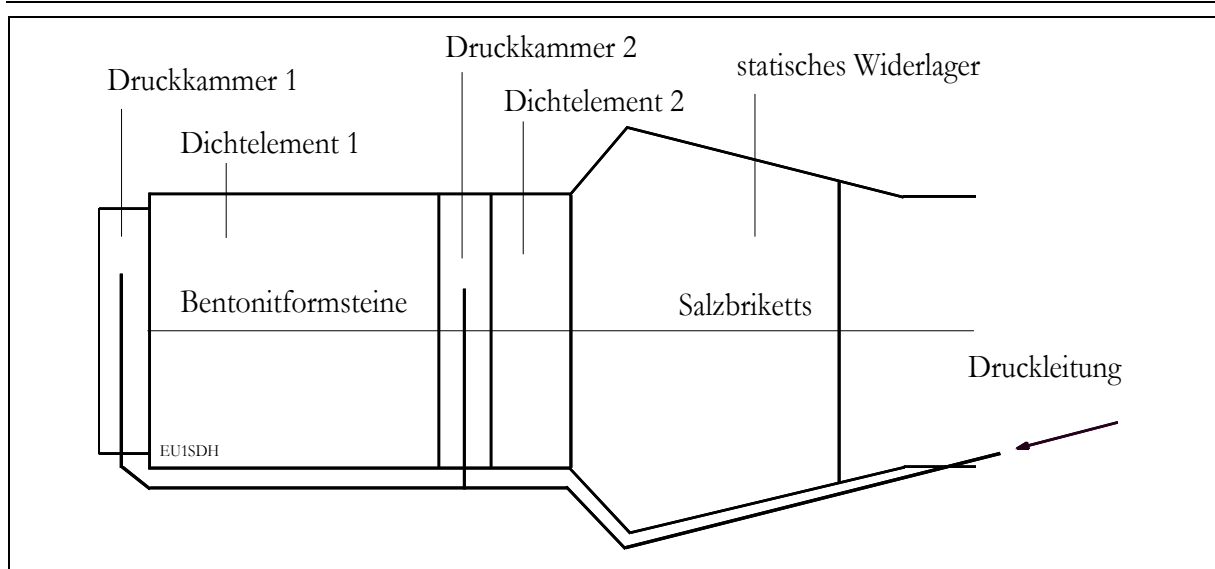 Druckkammer 2
statisches Widerlager
Druckkammer 1
Dichtelement 2
Dichtelement 1
Bentonitformsteine
Salzbriketts
Druckleitung
EU1SDH